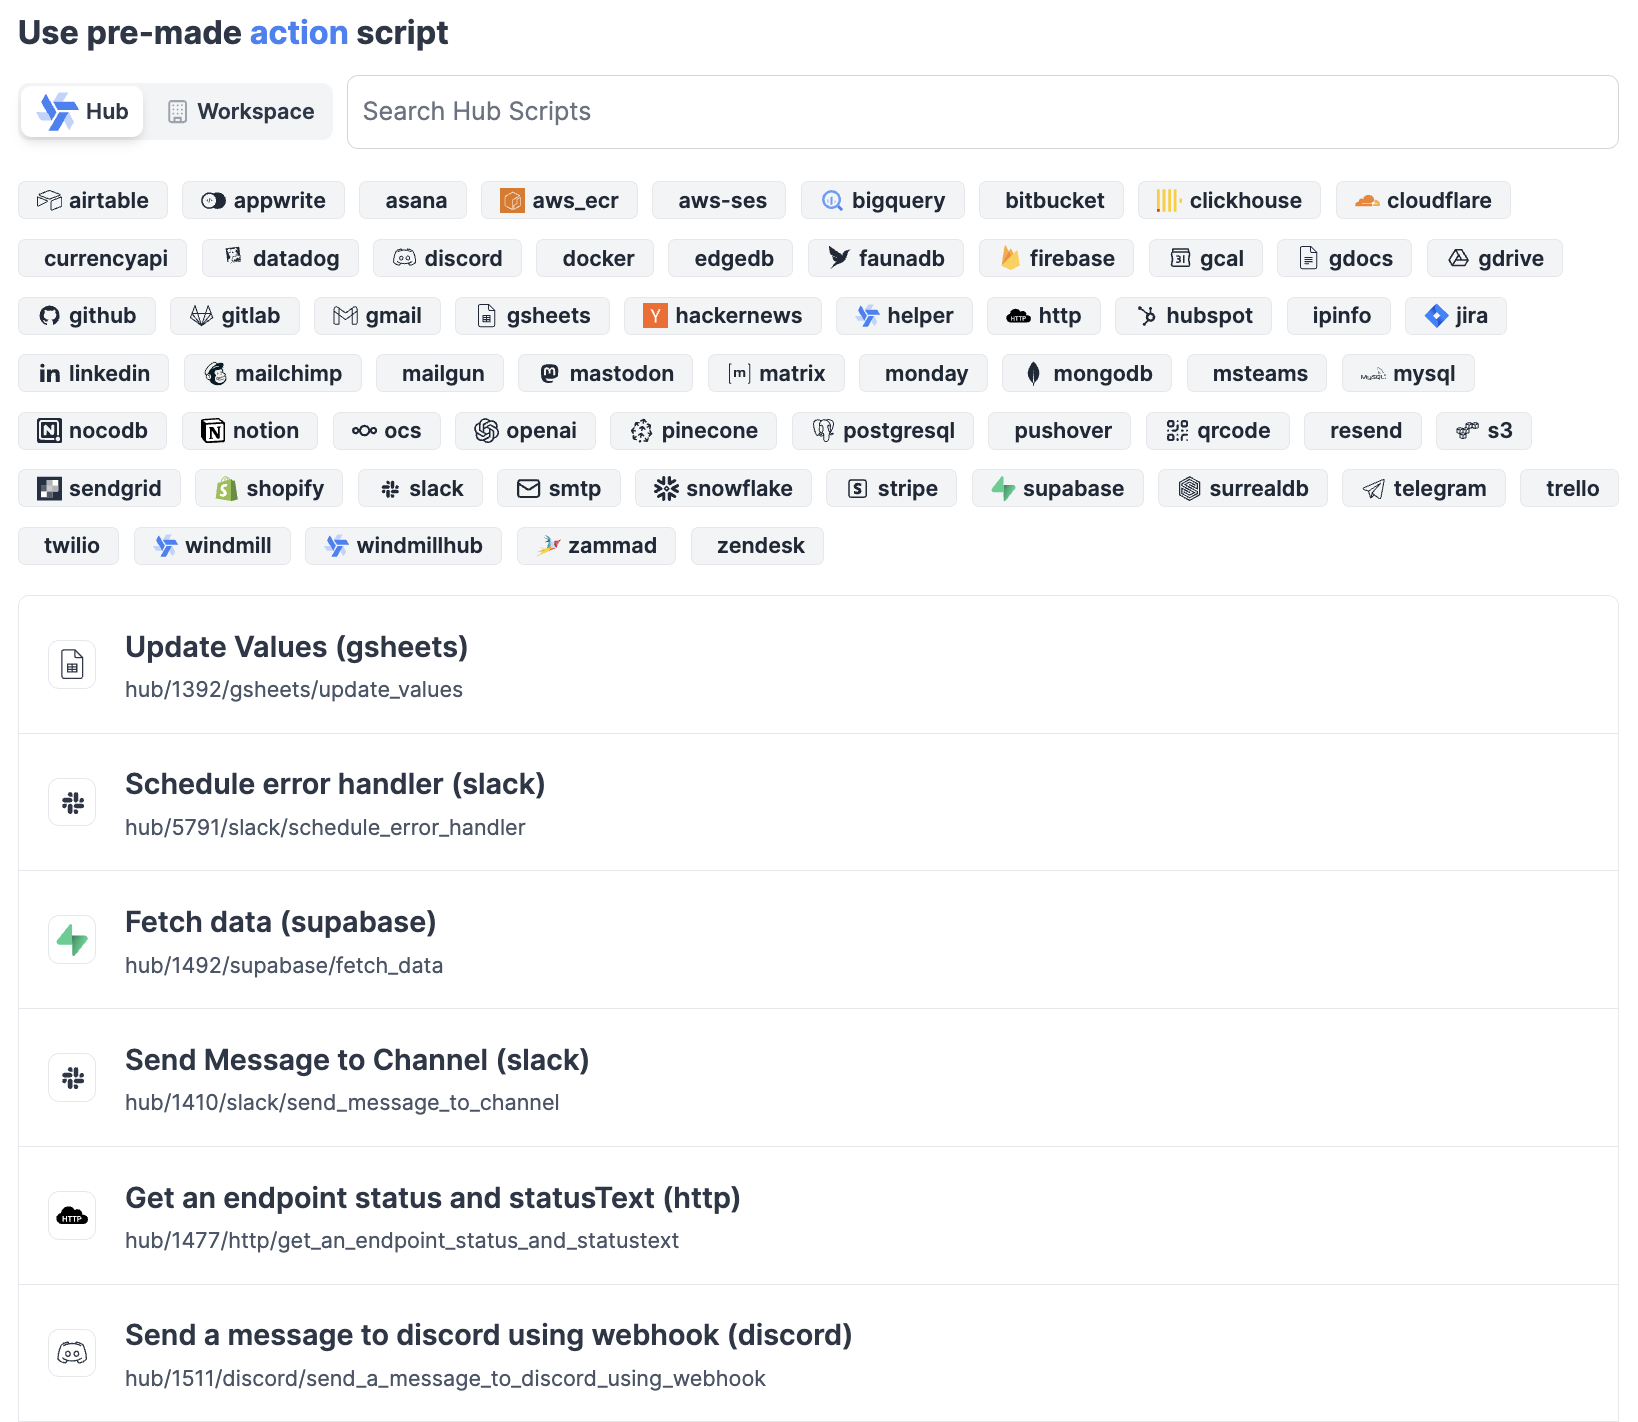 Use pre-made action script
Hub Workspace Search Hub Scripts
airtable appwrite asana aws_ecr aws-ses bigquery bitbucket clickhouse cloudflare
currencyapi datadog discord docker edgedb faunadb firebase gcal gdocs gdrive
github gitlab gmail gsheets hackernews helper http hubspot ipinfo jira
linkedin mailchimp mailgun mastodon matrix monday mongodb msteams mysql
nocodb notion ocs openai pinecone postgresql pushover qrcode resend s3
sendgrid shopify slack smtp snowflake stripe supabase surrealdb telegram trello
twilio windmill windmillhub zammad zendesk
Update Values (gsheets)
hub/1392/gsheets/update_values
Schedule error handler (slack)
hub/5791/slack/schedule_error_handler
Fetch data (supabase)
hub/1492/supabase/fetch_data
Send Message to Channel (slack)
hub/1410/slack/send_message_to_channel
Get an endpoint status and statusText (http)
hub/1477/http/get_an_endpoint_status_and_statustext
Send a message to discord using webhook (discord)
hub/1511/discord/send_a_message_to_discord_using_webhook